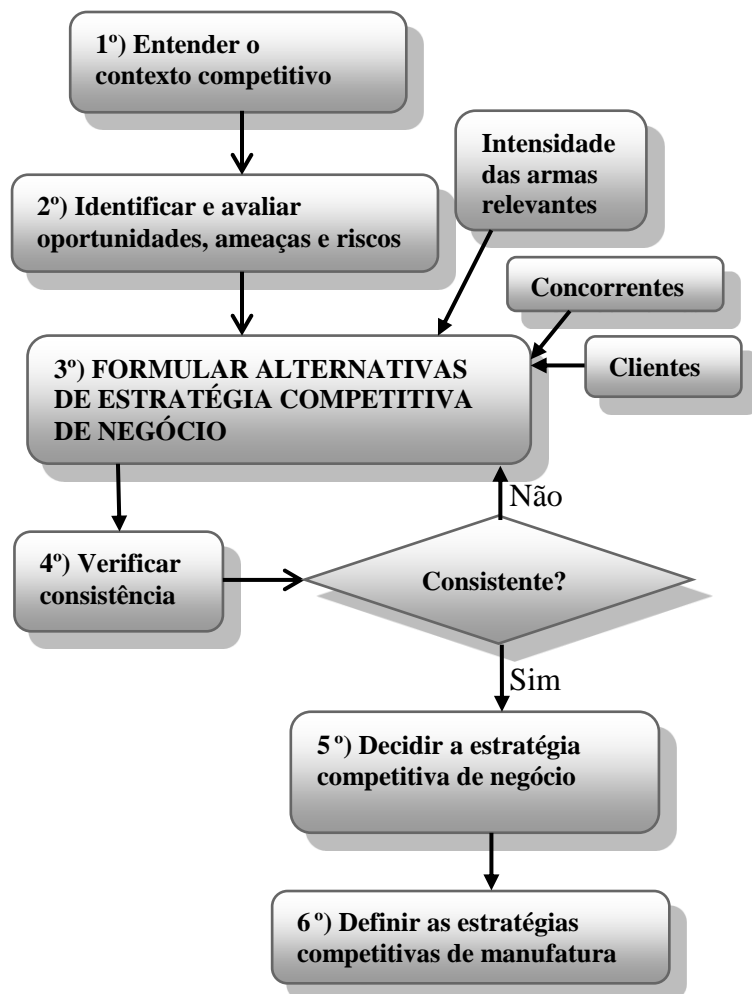 1º) Entender o
contexto competitivo
Intensidade
das armas
relevantes
2º) Identificar e avaliar
oportunidades, ameaças e riscos
Concorrentes
Clientes
3º) FORMULAR ALTERNATIVAS
DE ESTRATÉGIA COMPETITIVA
DE NEGÓCIO
Não
4º) Verificar
consistência
Consistente?
Sim
5º) Decidir a estratégia
competitiva de negócio
6º) Definir as estratégias
competitivas de manufatura